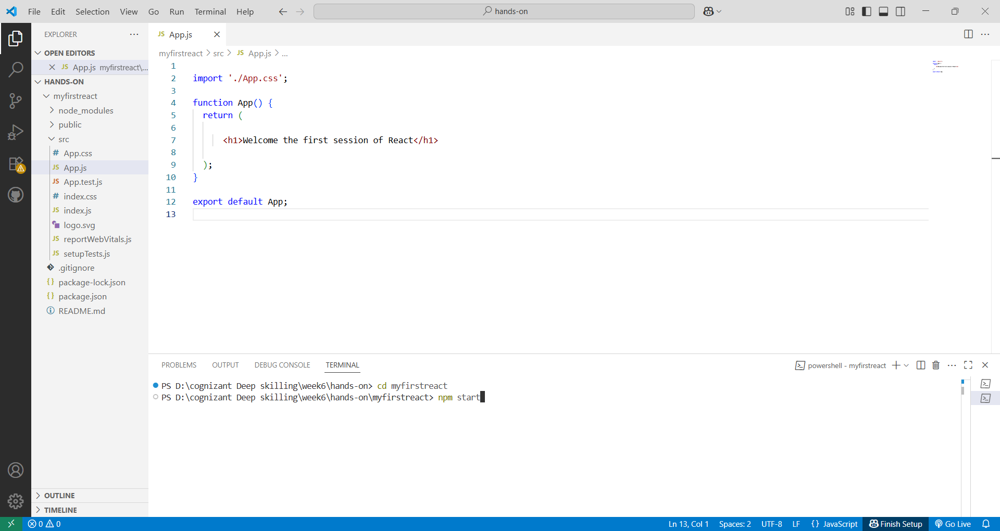 File Edit Selection View Go Run Terminal Help
hands-on
EXPLORER
OPEN EDITORS
JS App.js myfirstreact\...
HANDS-ON
myfirstreact
node_modules
public
src
# App.css
JS App.js
JS App.test.js
# index.css
JS index.js
logo.svg
JS reportWebVitals.js
JS setupTests.js
.gitignore
{} package-lock.json
{} package.json
README.md
OUTLINE
TIMELINE
JS App.js
myfirstreact > src > JS App.js > ...
1
2 import './App.css';
3
4 function App() {
5 return (
6
7 <h1>Welcome the first session of React</h1>
8
9 );
10 }
11
12 export default App;
13
PROBLEMS OUTPUT DEBUG CONSOLE TERMINAL
powershell - myfirstreact
PS D:\cognizant Deep skilling\week6\hands-on> cd myfirstreact
PS D:\cognizant Deep skilling\week6\hands-on\myfirstreact> npm start
0 0
Ln 13, Col 1 Spaces: 2 UTF-8 LF {} JavaScript Finish Setup Go Live